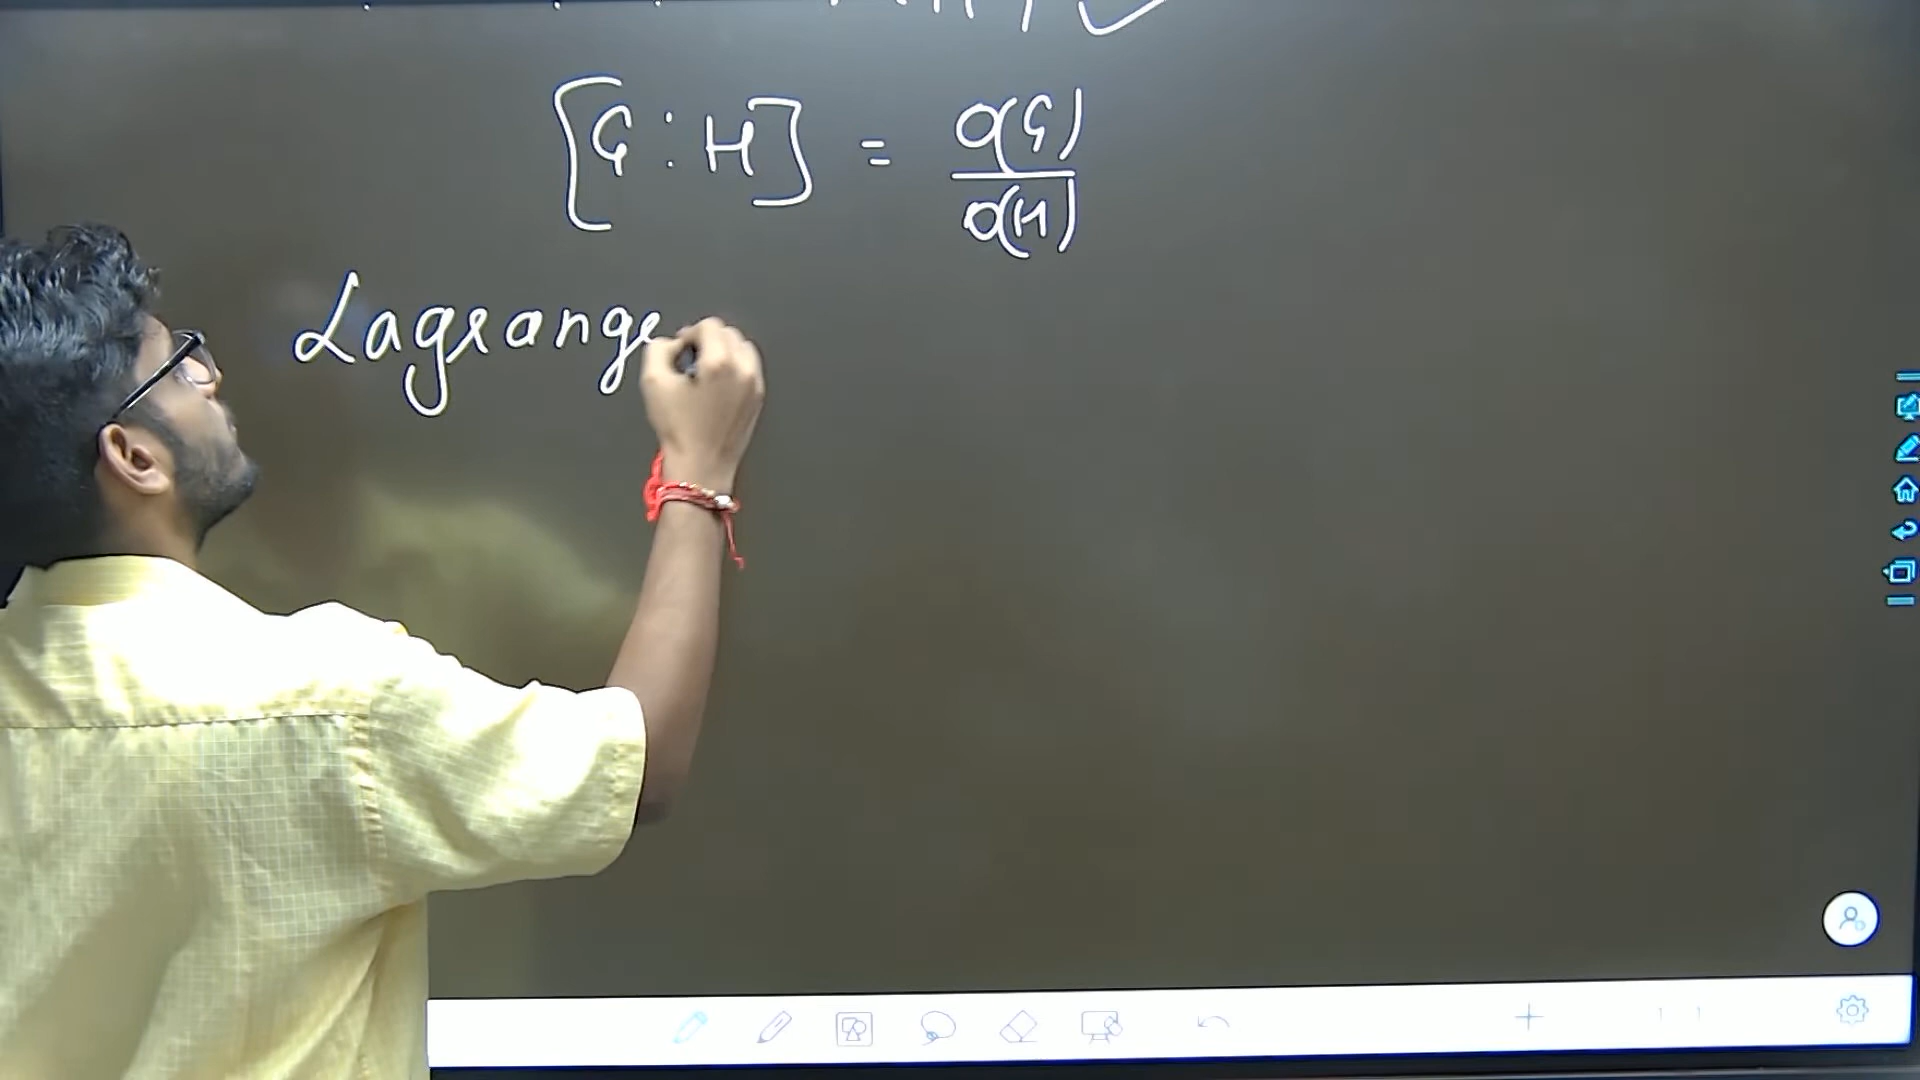 [G : H] = O(G)/O(H)
Lagrange